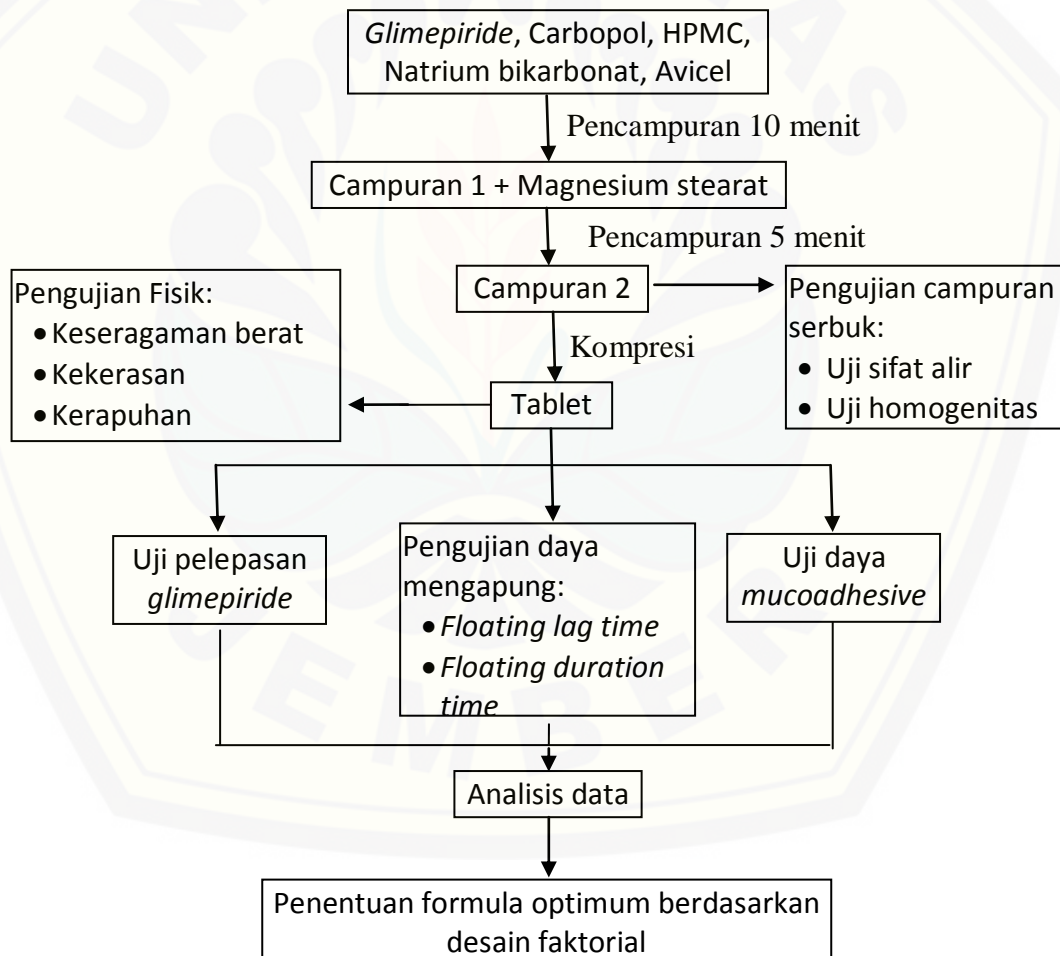 Glimepiride, Carbopol, HPMC,
Natrium bikarbonat, Avicel
Pencampuran 10 menit
Campuran 1 + Magnesium stearat
Pencampuran 5 menit
Pengujian Fisik:
• Keseragaman berat
• Kekerasan
• Kerapuhan
Campuran 2
Pengujian campuran
serbuk:
• Uji sifat alir
• Uji homogenitas
Kompresi
Tablet
Uji pelepasan
glimepiride
Pengujian daya
mengapung:
• Floating lag time
• Floating duration
time
Uji daya
mucoadhesive
Analisis data
Penentuan formula optimum berdasarkan
desain faktorial
JEMBER